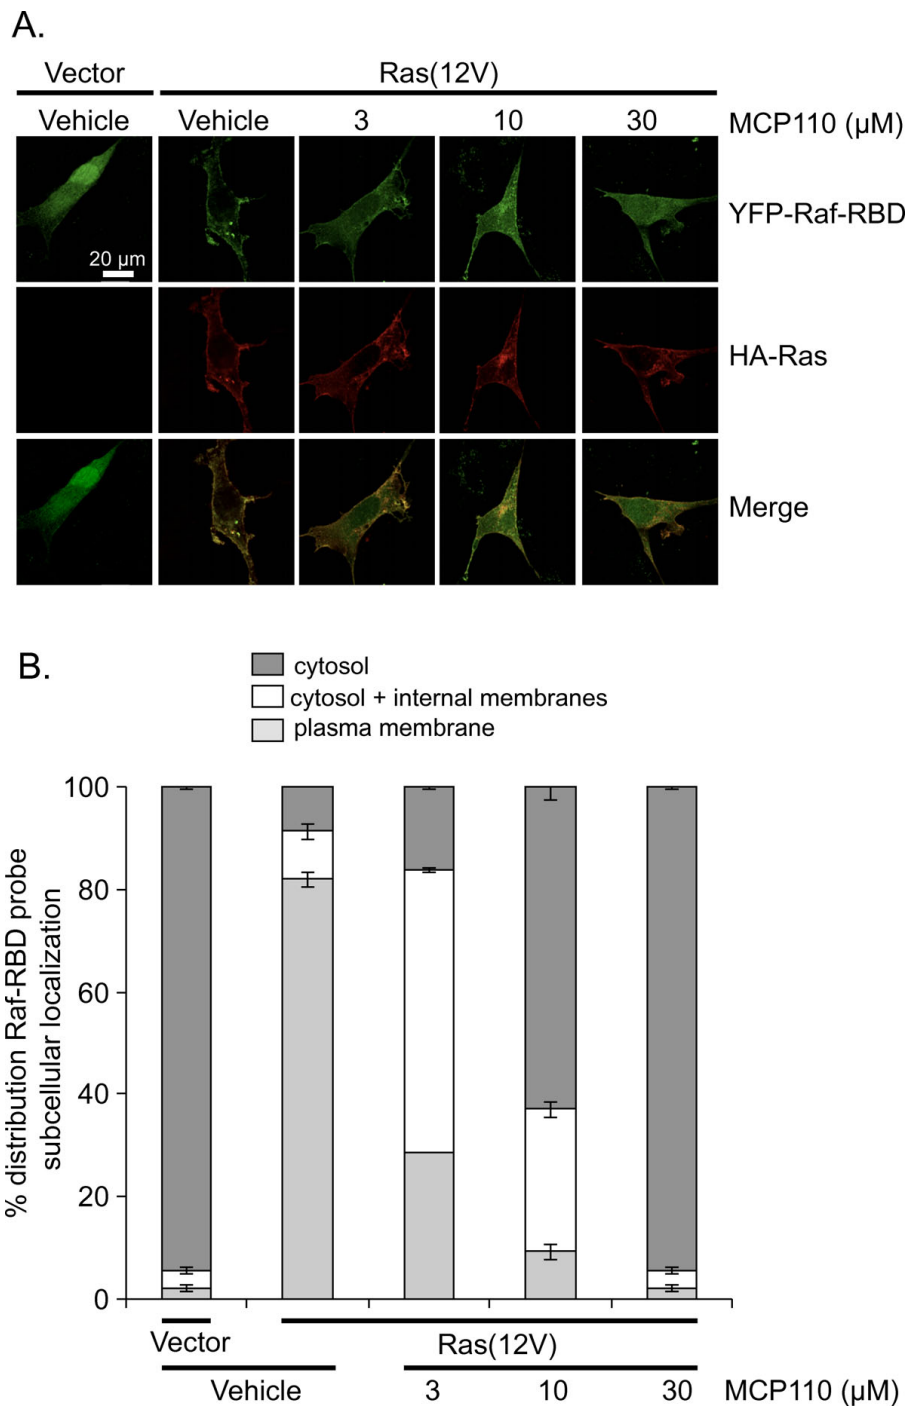 A.
Vector Ras(12V)
Vehicle Vehicle 3 10 30 MCP110 (µM)
YFP-Raf-RBD
20 µm
HA-Ras
Merge
B.
cytosol
cytosol + internal membranes
plasma membrane
% distribution Raf-RBD probe
subcellular localization
100
80
60
40
20
0
Vector Ras(12V)
Vehicle 3 10 30 MCP110 (µM)